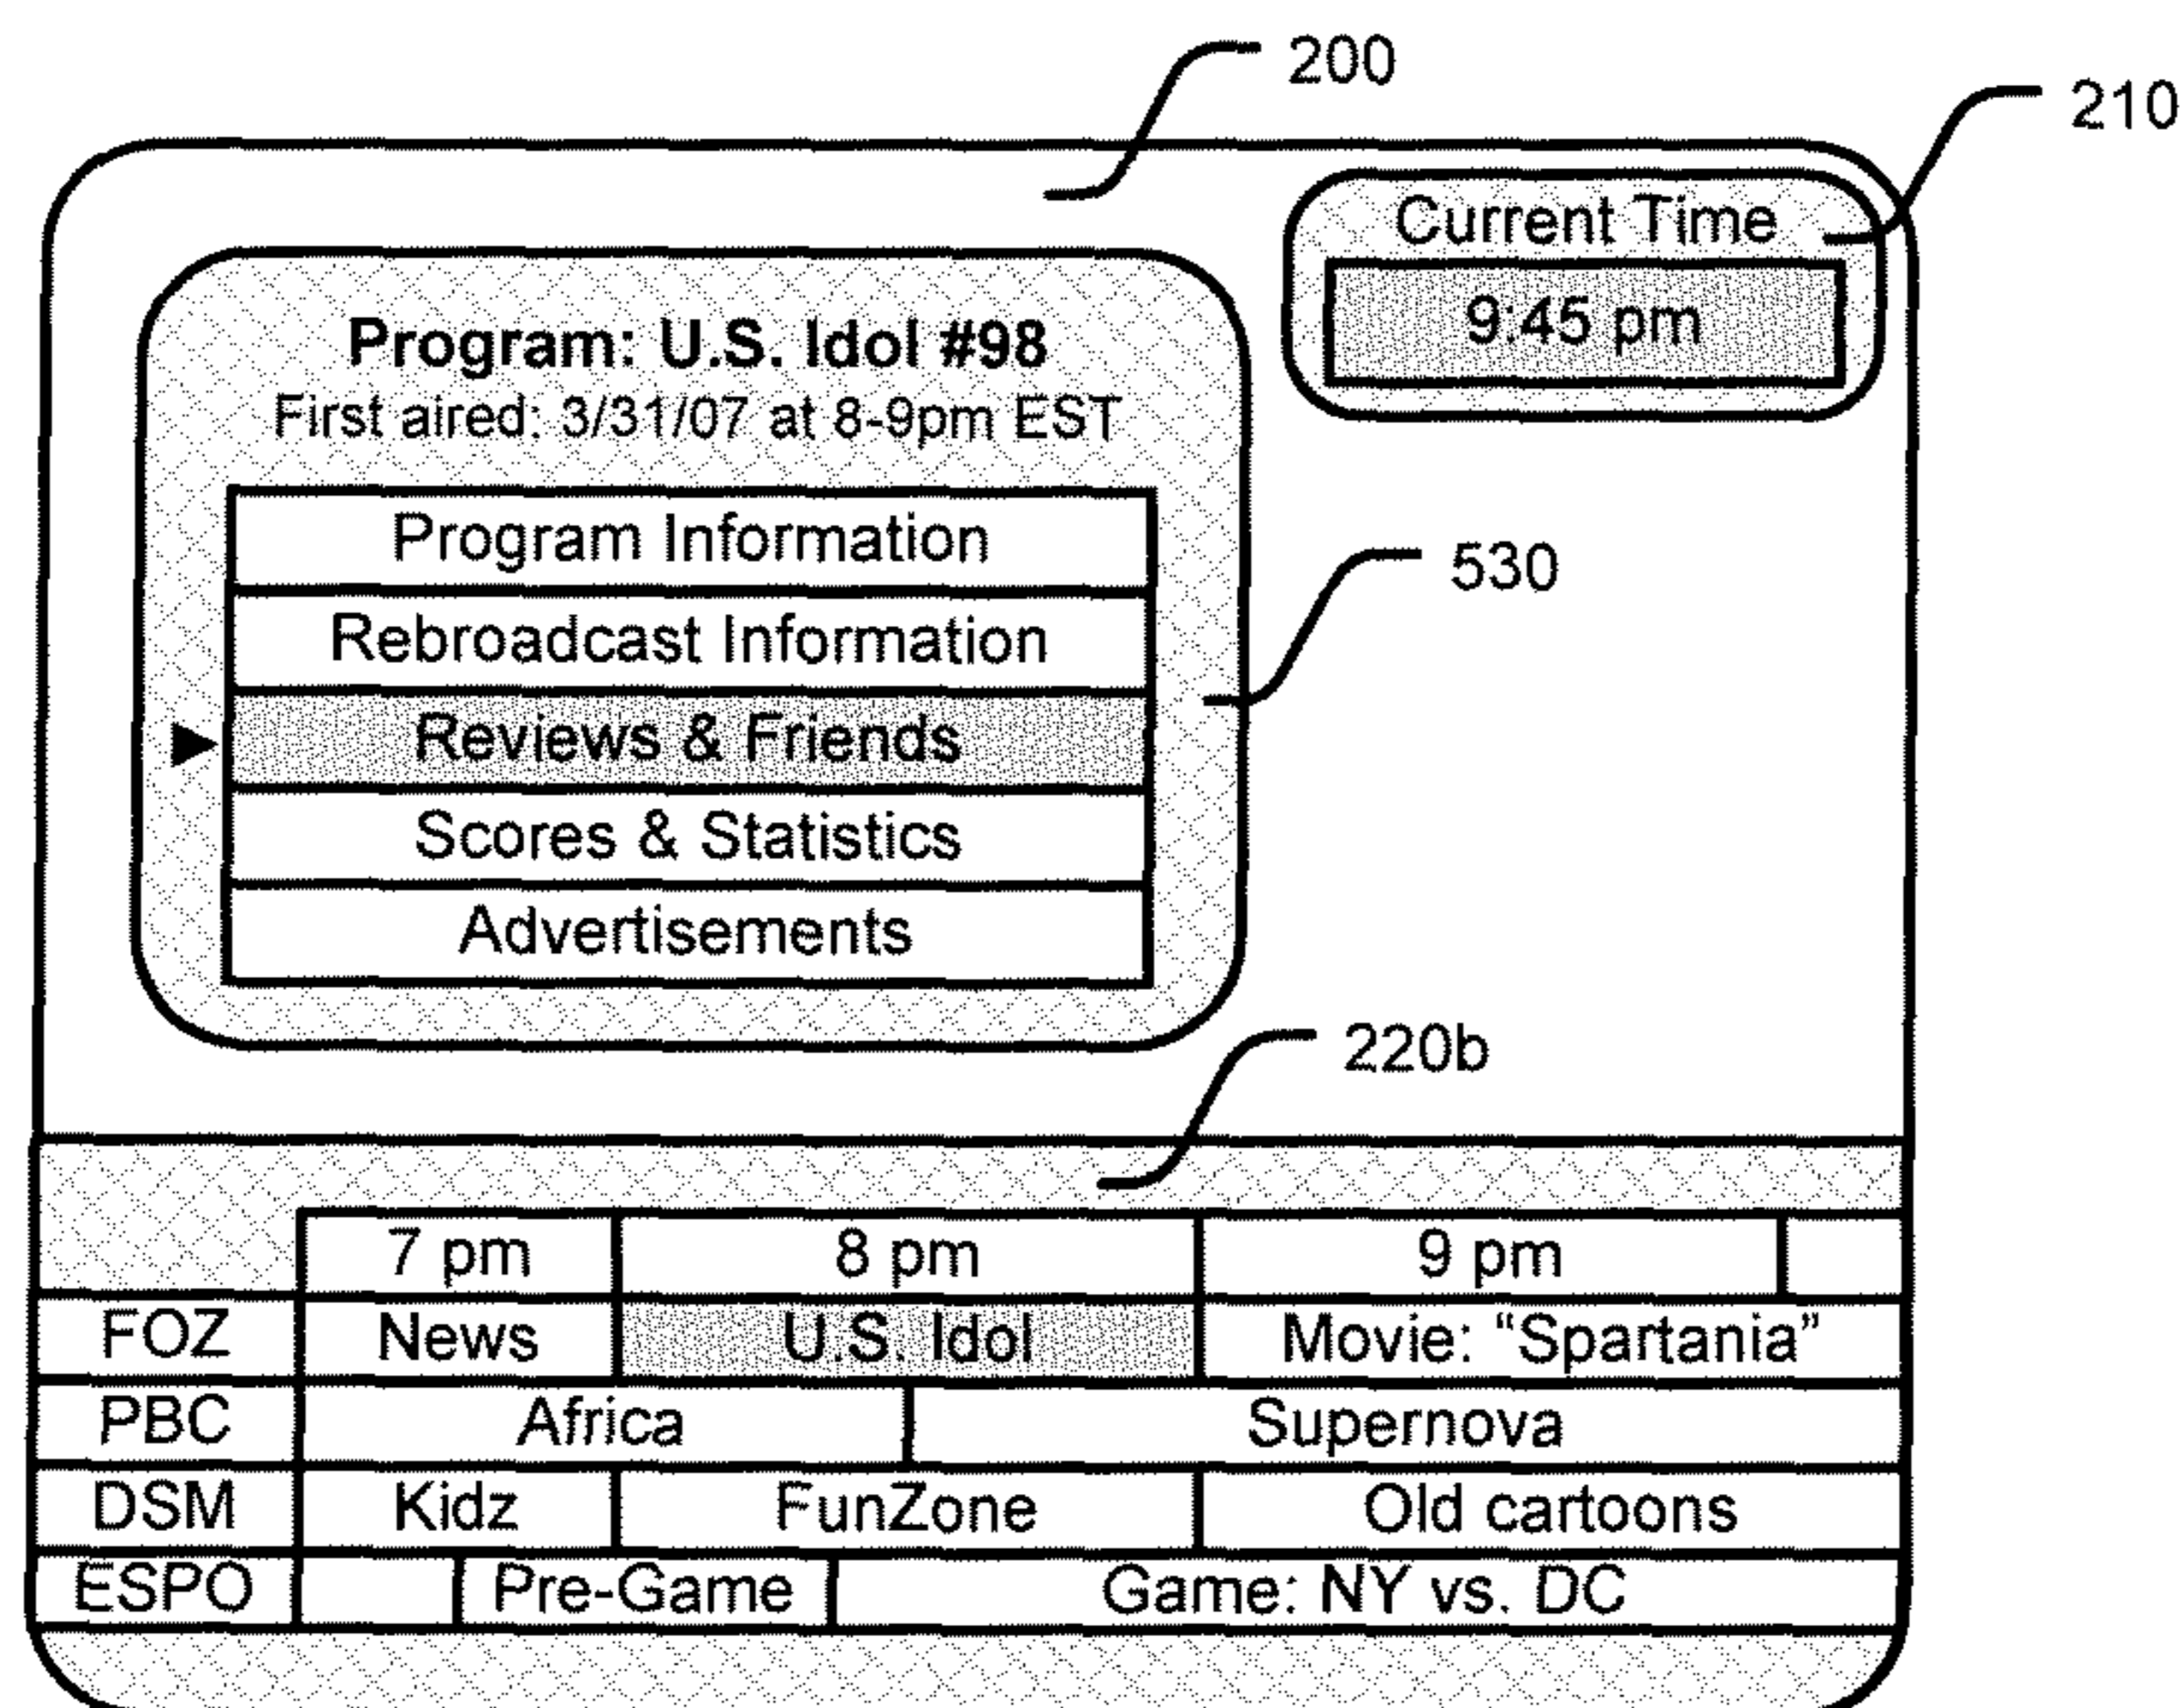 200
210
Current Time
9:45 pm
Program: U.S. Idol #98
First aired: 3/31/07 at 8-9pm EST
Program Information
530
Rebroadcast Information
Reviews & Friends
Scores & Statistics
Advertisements
220b
7 pm 8 pm 9 pm
FOZ News U.S. Idol Movie: “Spartania”
PBC Africa Supernova
DSM Kidz FunZone Old cartoons
ESPO Pre-Game Game: NY vs. DC